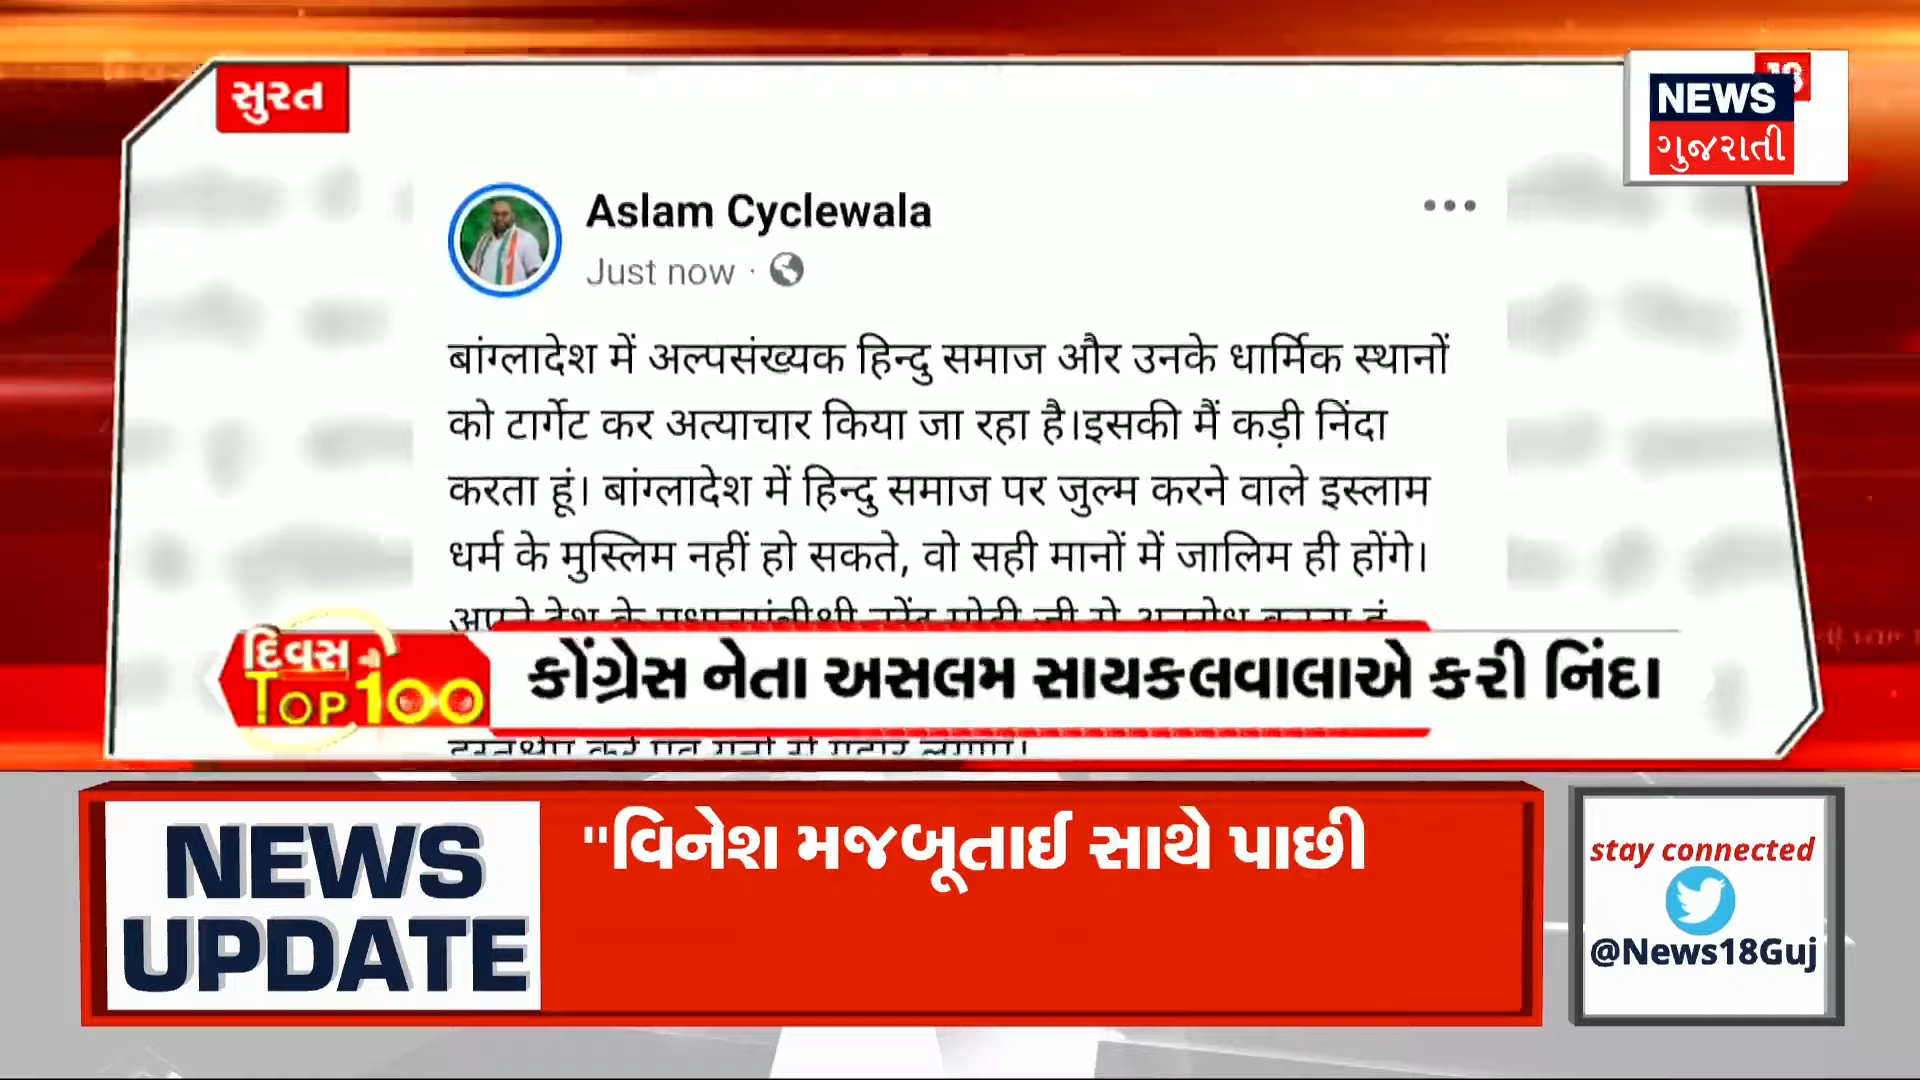 સુરત
NEWS 18
ગુજરાતી
Aslam Cyclewala
Just now ·
बांग्लादेश में अल्पसंख्यक हिन्दु समाज और उनके धार्मिक स्थानों
को टार्गेट कर अत्याचार किया जा रहा है।इसकी मैं कड़ी निंदा
करता हूं। बांग्लादेश में हिन्दु समाज पर जुल्म करने वाले इस्लाम
धर्म के मुस्लिम नहीं हो सकते, वो सही मानों में जालिम ही होंगे।
દિવસ નો
TOP 100
કોંગ્રેસ નેતા અસલમ સાયકલવાલાએ કરી નિંદા
NEWS
UPDATE
"વિનેશ મજબૂતાઈ સાથે પાછી
stay connected
@News18Guj